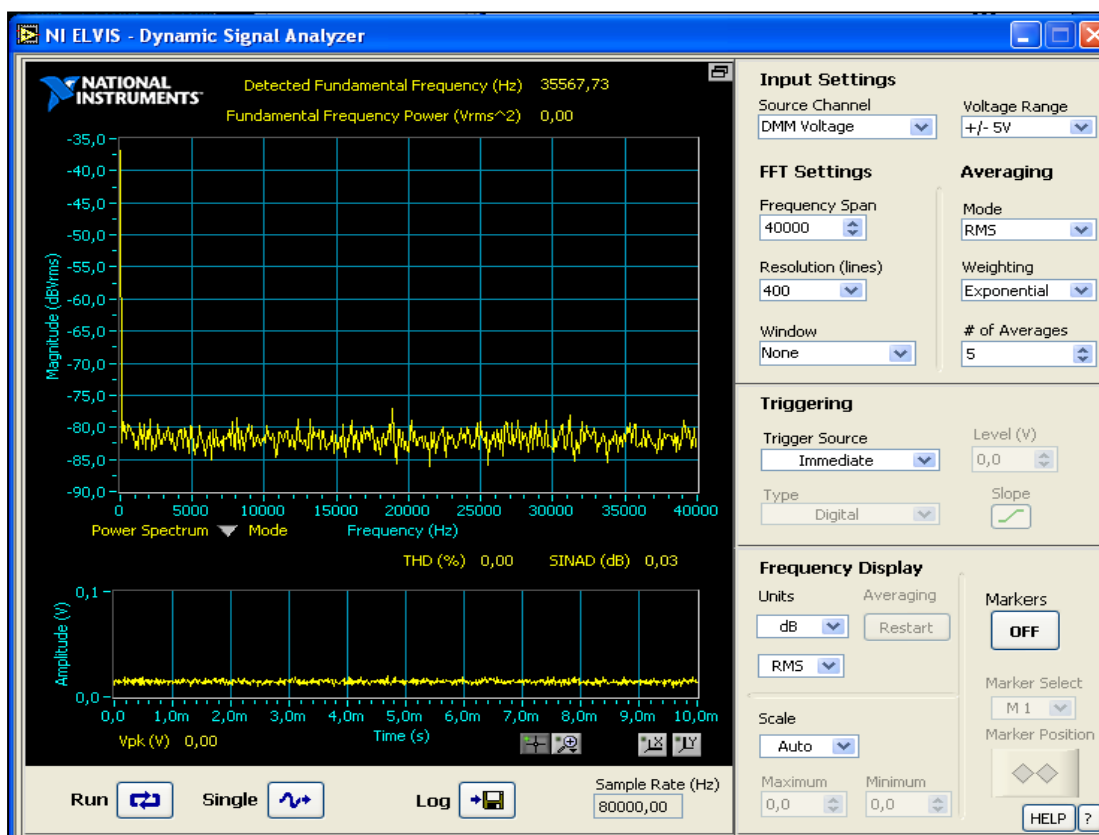 NI ELVIS - Dynamic Signal Analyzer
NATIONAL
INSTRUMENTS
Detected Fundamental Frequency (Hz) 35567,73
Fundamental Frequency Power (Vrms^2) 0,00
Magnitude (dBVrms)
-35,0
-40,0
-45,0
-50,0
-55,0
-60,0
-65,0
-70,0
-75,0
-80,0
-85,0
-90,0
0 5000 10000 15000 20000 25000 30000 35000 40000
Power Spectrum Mode Frequency (Hz)
THD (%) 0,00 SINAD (dB) 0,03
Amplitude (V)
0,1
0,0
0,0 1,0m 2,0m 3,0m 4,0m 5,0m 6,0m 7,0m 8,0m 9,0m 10,0m
Vpk (V) 0,00 Time (s)
X Y
Run Single Log
Sample Rate (Hz)
80000,00
Input Settings
Source Channel Voltage Range
DMM Voltage +/- 5V
FFT Settings Averaging
Frequency Span Mode
40000 RMS
Resolution (lines) Weighting
400 Exponential
Window # of Averages
None 5
Triggering
Trigger Source Level (V)
Immediate 0,0
Type Slope
Digital
Frequency Display
Units Averaging Markers
dB Restart OFF
RMS
Marker Select
M 1
Scale Marker Position
Auto
Maximum Minimum
0,0 0,0
HELP ?